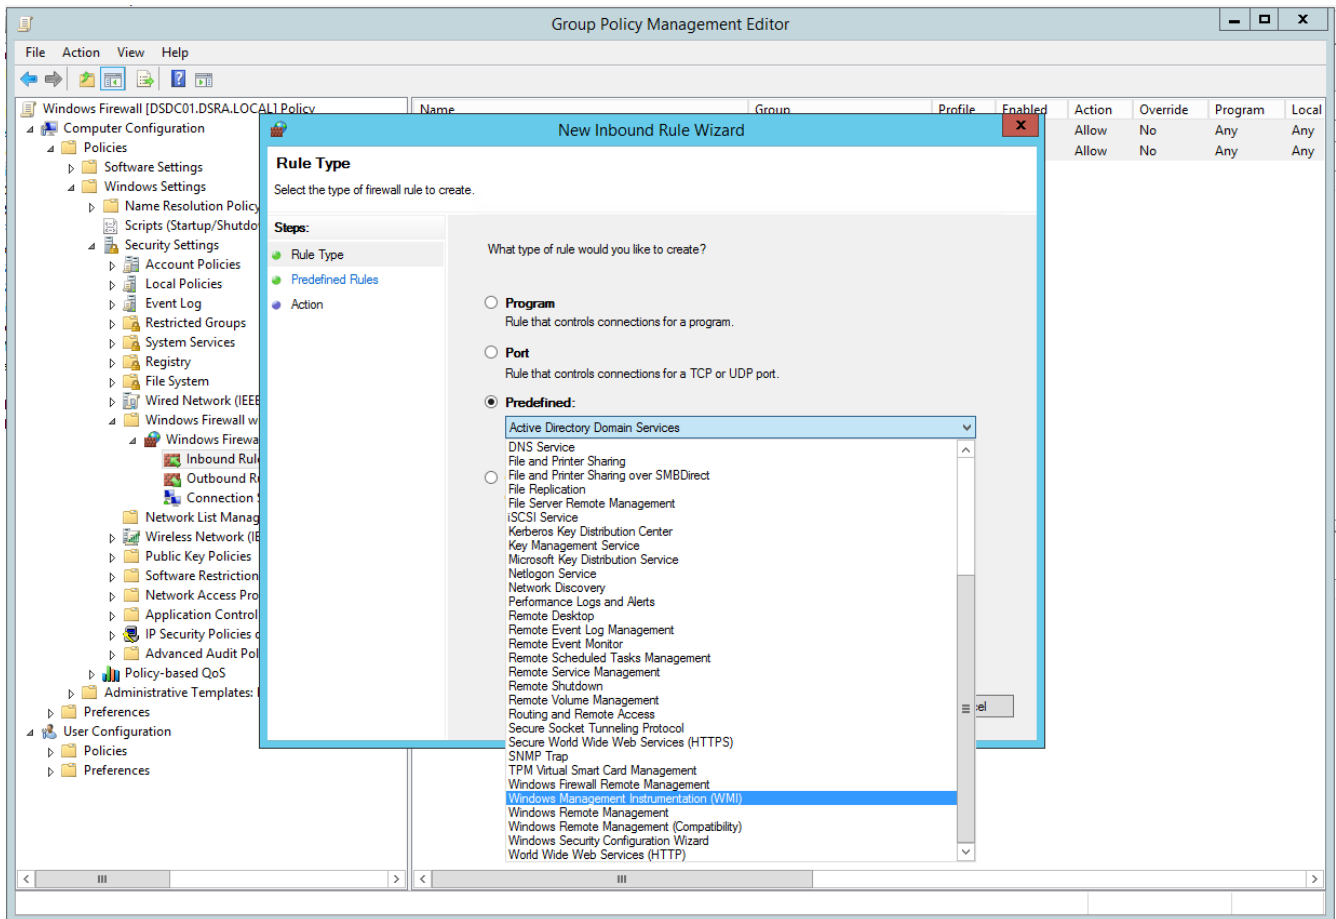 Group Policy Management Editor
File Action View Help
Windows Firewall [DSDC01.DSRA.LOCAL] Policy
Computer Configuration
Policies
Software Settings
Windows Settings
Name Resolution Policy
Scripts (Startup/Shutdo
Security Settings
Account Policies
Local Policies
Event Log
Restricted Groups
System Services
Registry
File System
Wired Network (IEEE
Windows Firewall w
Windows Firewa
Inbound Rule
Outbound R
Connection S
Network List Manag
Wireless Network (IE
Public Key Policies
Software Restriction
Network Access Pro
Application Control
IP Security Policies o
Advanced Audit Pol
Policy-based QoS
Administrative Templates:
Preferences
User Configuration
Policies
Preferences
Name Group Profile Enabled Action Override Program Local
Allow No Any Any
Allow No Any Any
New Inbound Rule Wizard
x
Rule Type
Select the type of firewall rule to create.
Steps:
Rule Type
Predefined Rules
Action
What type of rule would you like to create?
Program
Rule that controls connections for a program.
Port
Rule that controls connections for a TCP or UDP port.
Predefined:
Active Directory Domain Services
DNS Service
File and Printer Sharing
File and Printer Sharing over SMBDirect
File Replication
File Server Remote Management
iSCSI Service
Kerberos Key Distribution Center
Key Management Service
Microsoft Key Distribution Service
Netlogon Service
Network Discovery
Performance Logs and Alerts
Remote Desktop
Remote Event Log Management
Remote Event Monitor
Remote Scheduled Tasks Management
Remote Service Management
Remote Shutdown
Remote Volume Management
Routing and Remote Access
Secure Socket Tunneling Protocol
Secure World Wide Web Services (HTTPS)
SNMP Trap
TPM Virtual Smart Card Management
Windows Firewall Remote Management
Windows Management Instrumentation (WMI)
Windows Remote Management
Windows Remote Management (Compatibility)
Windows Security Configuration Wizard
World Wide Web Services (HTTP)
cel